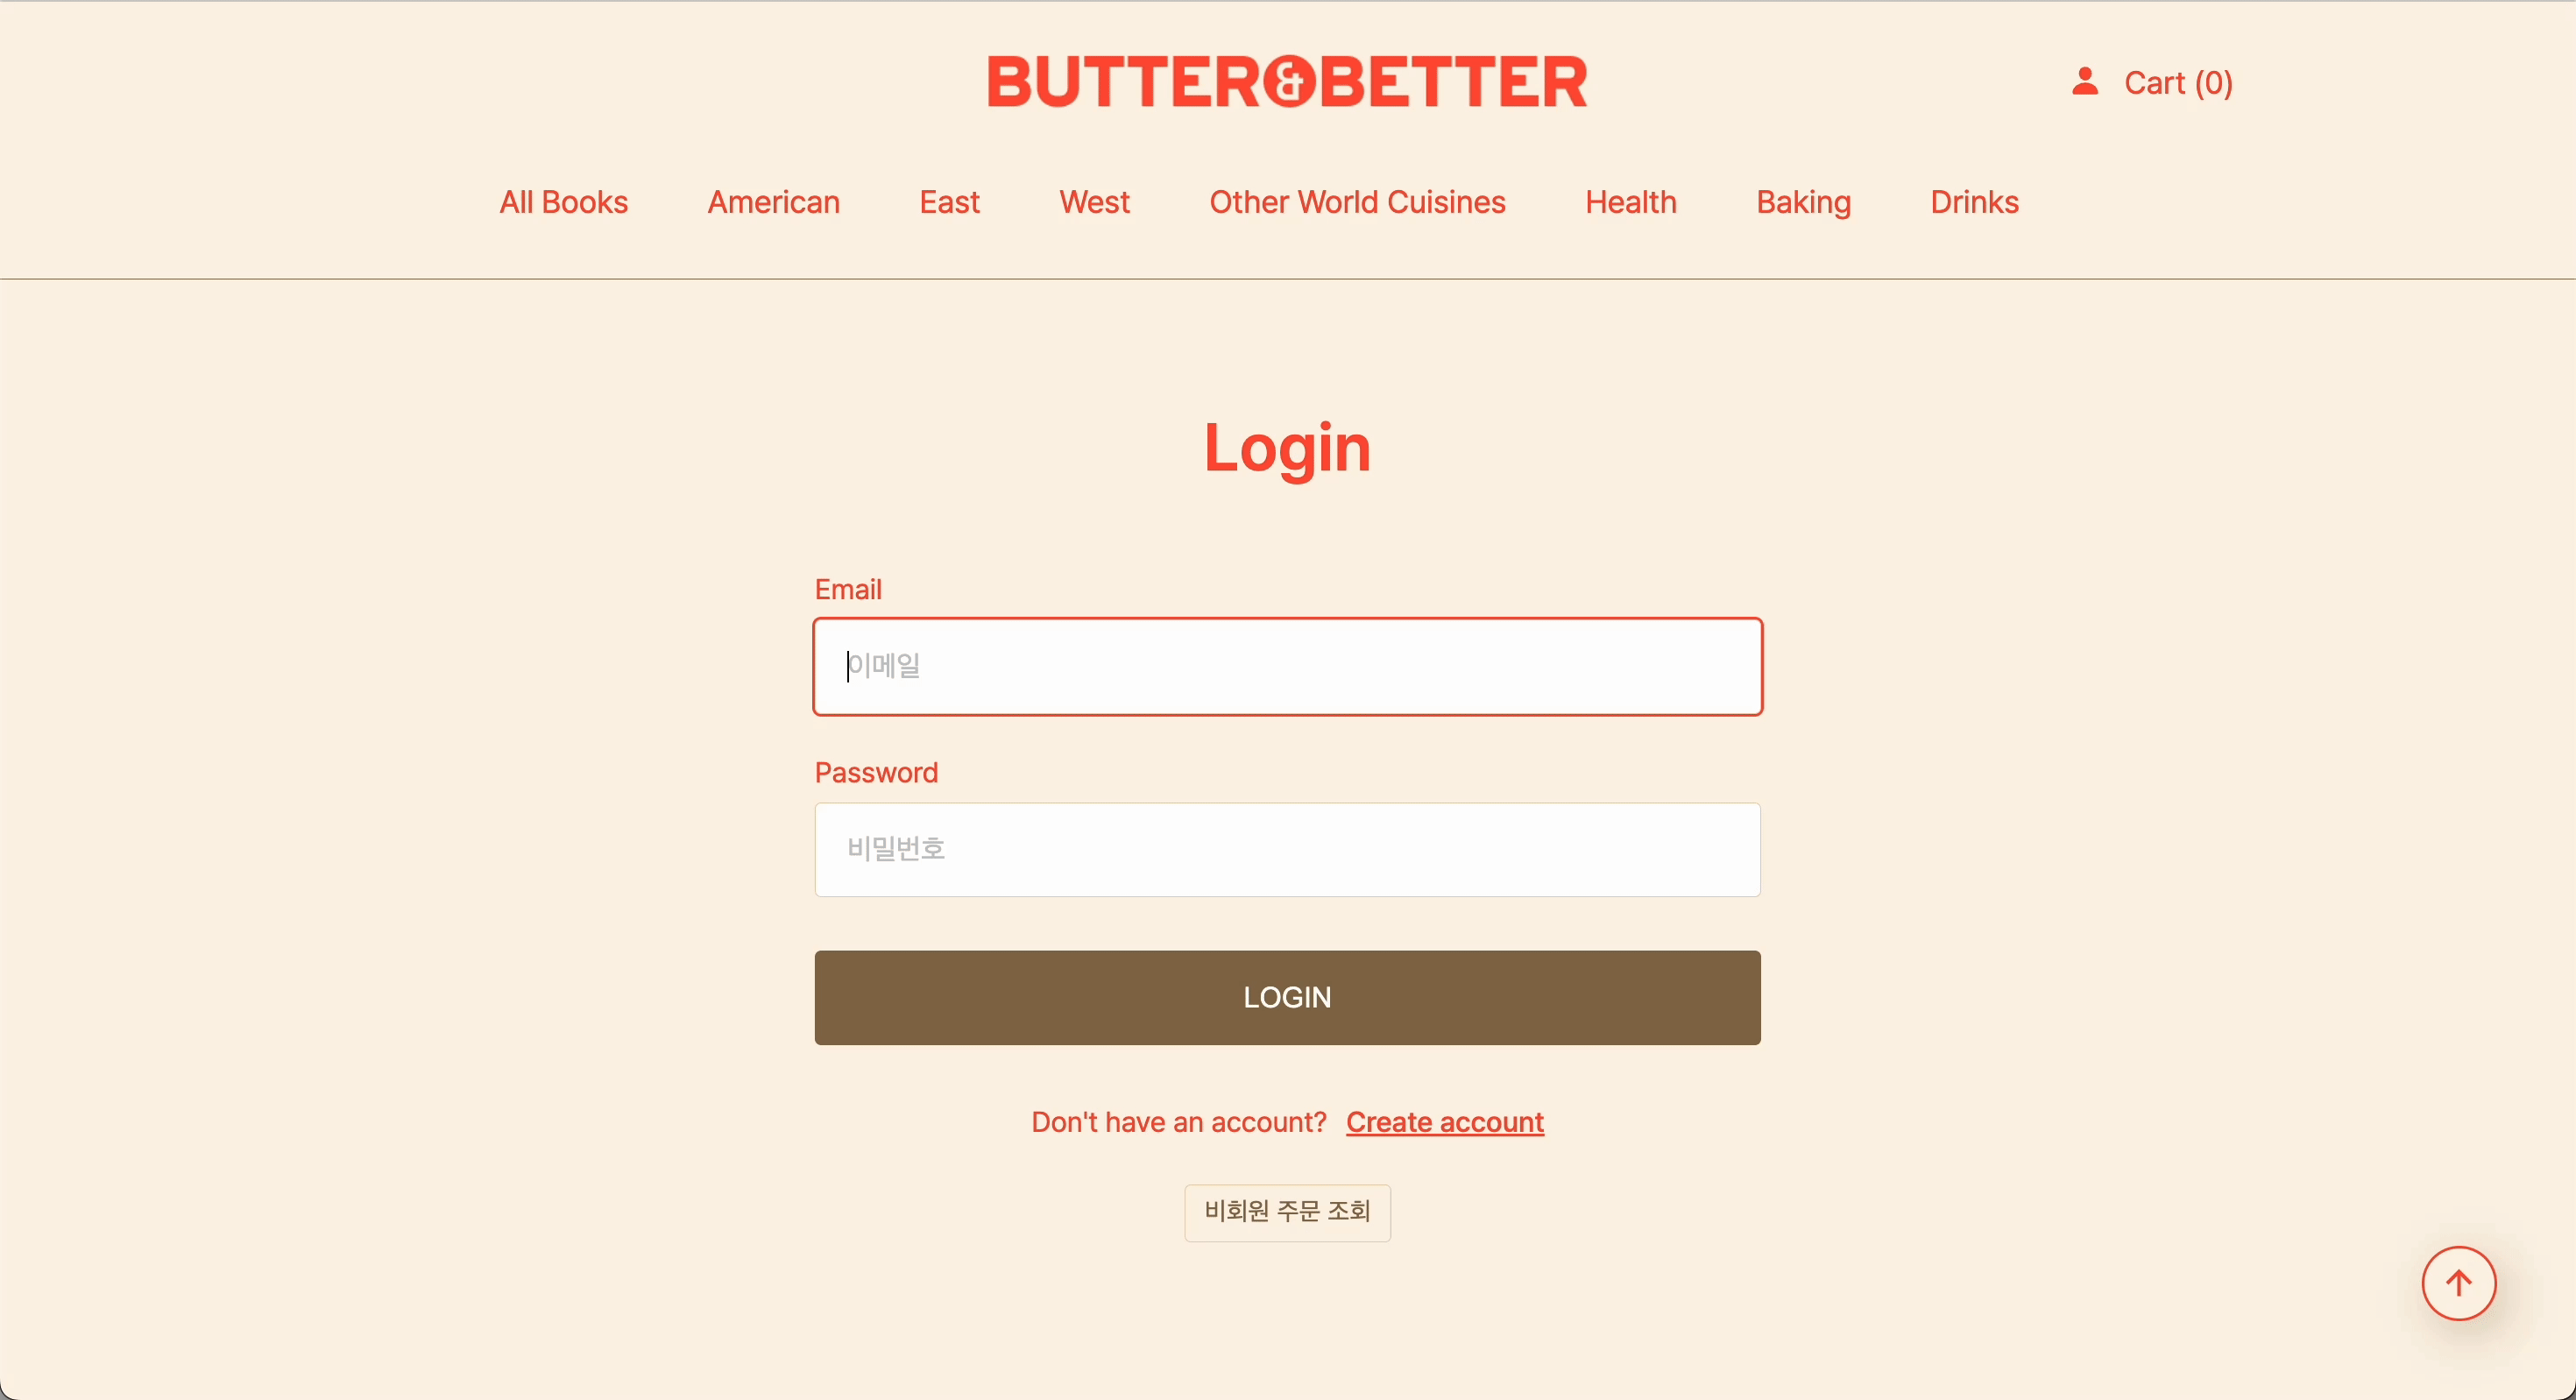 BUTTER&BETTER
Cart (0)
All Books American East West Other World Cuisines Health Baking Drinks
Login
Email
이메일
Password
비밀번호
LOGIN
Don't have an account? Create account
비회원 주문 조회